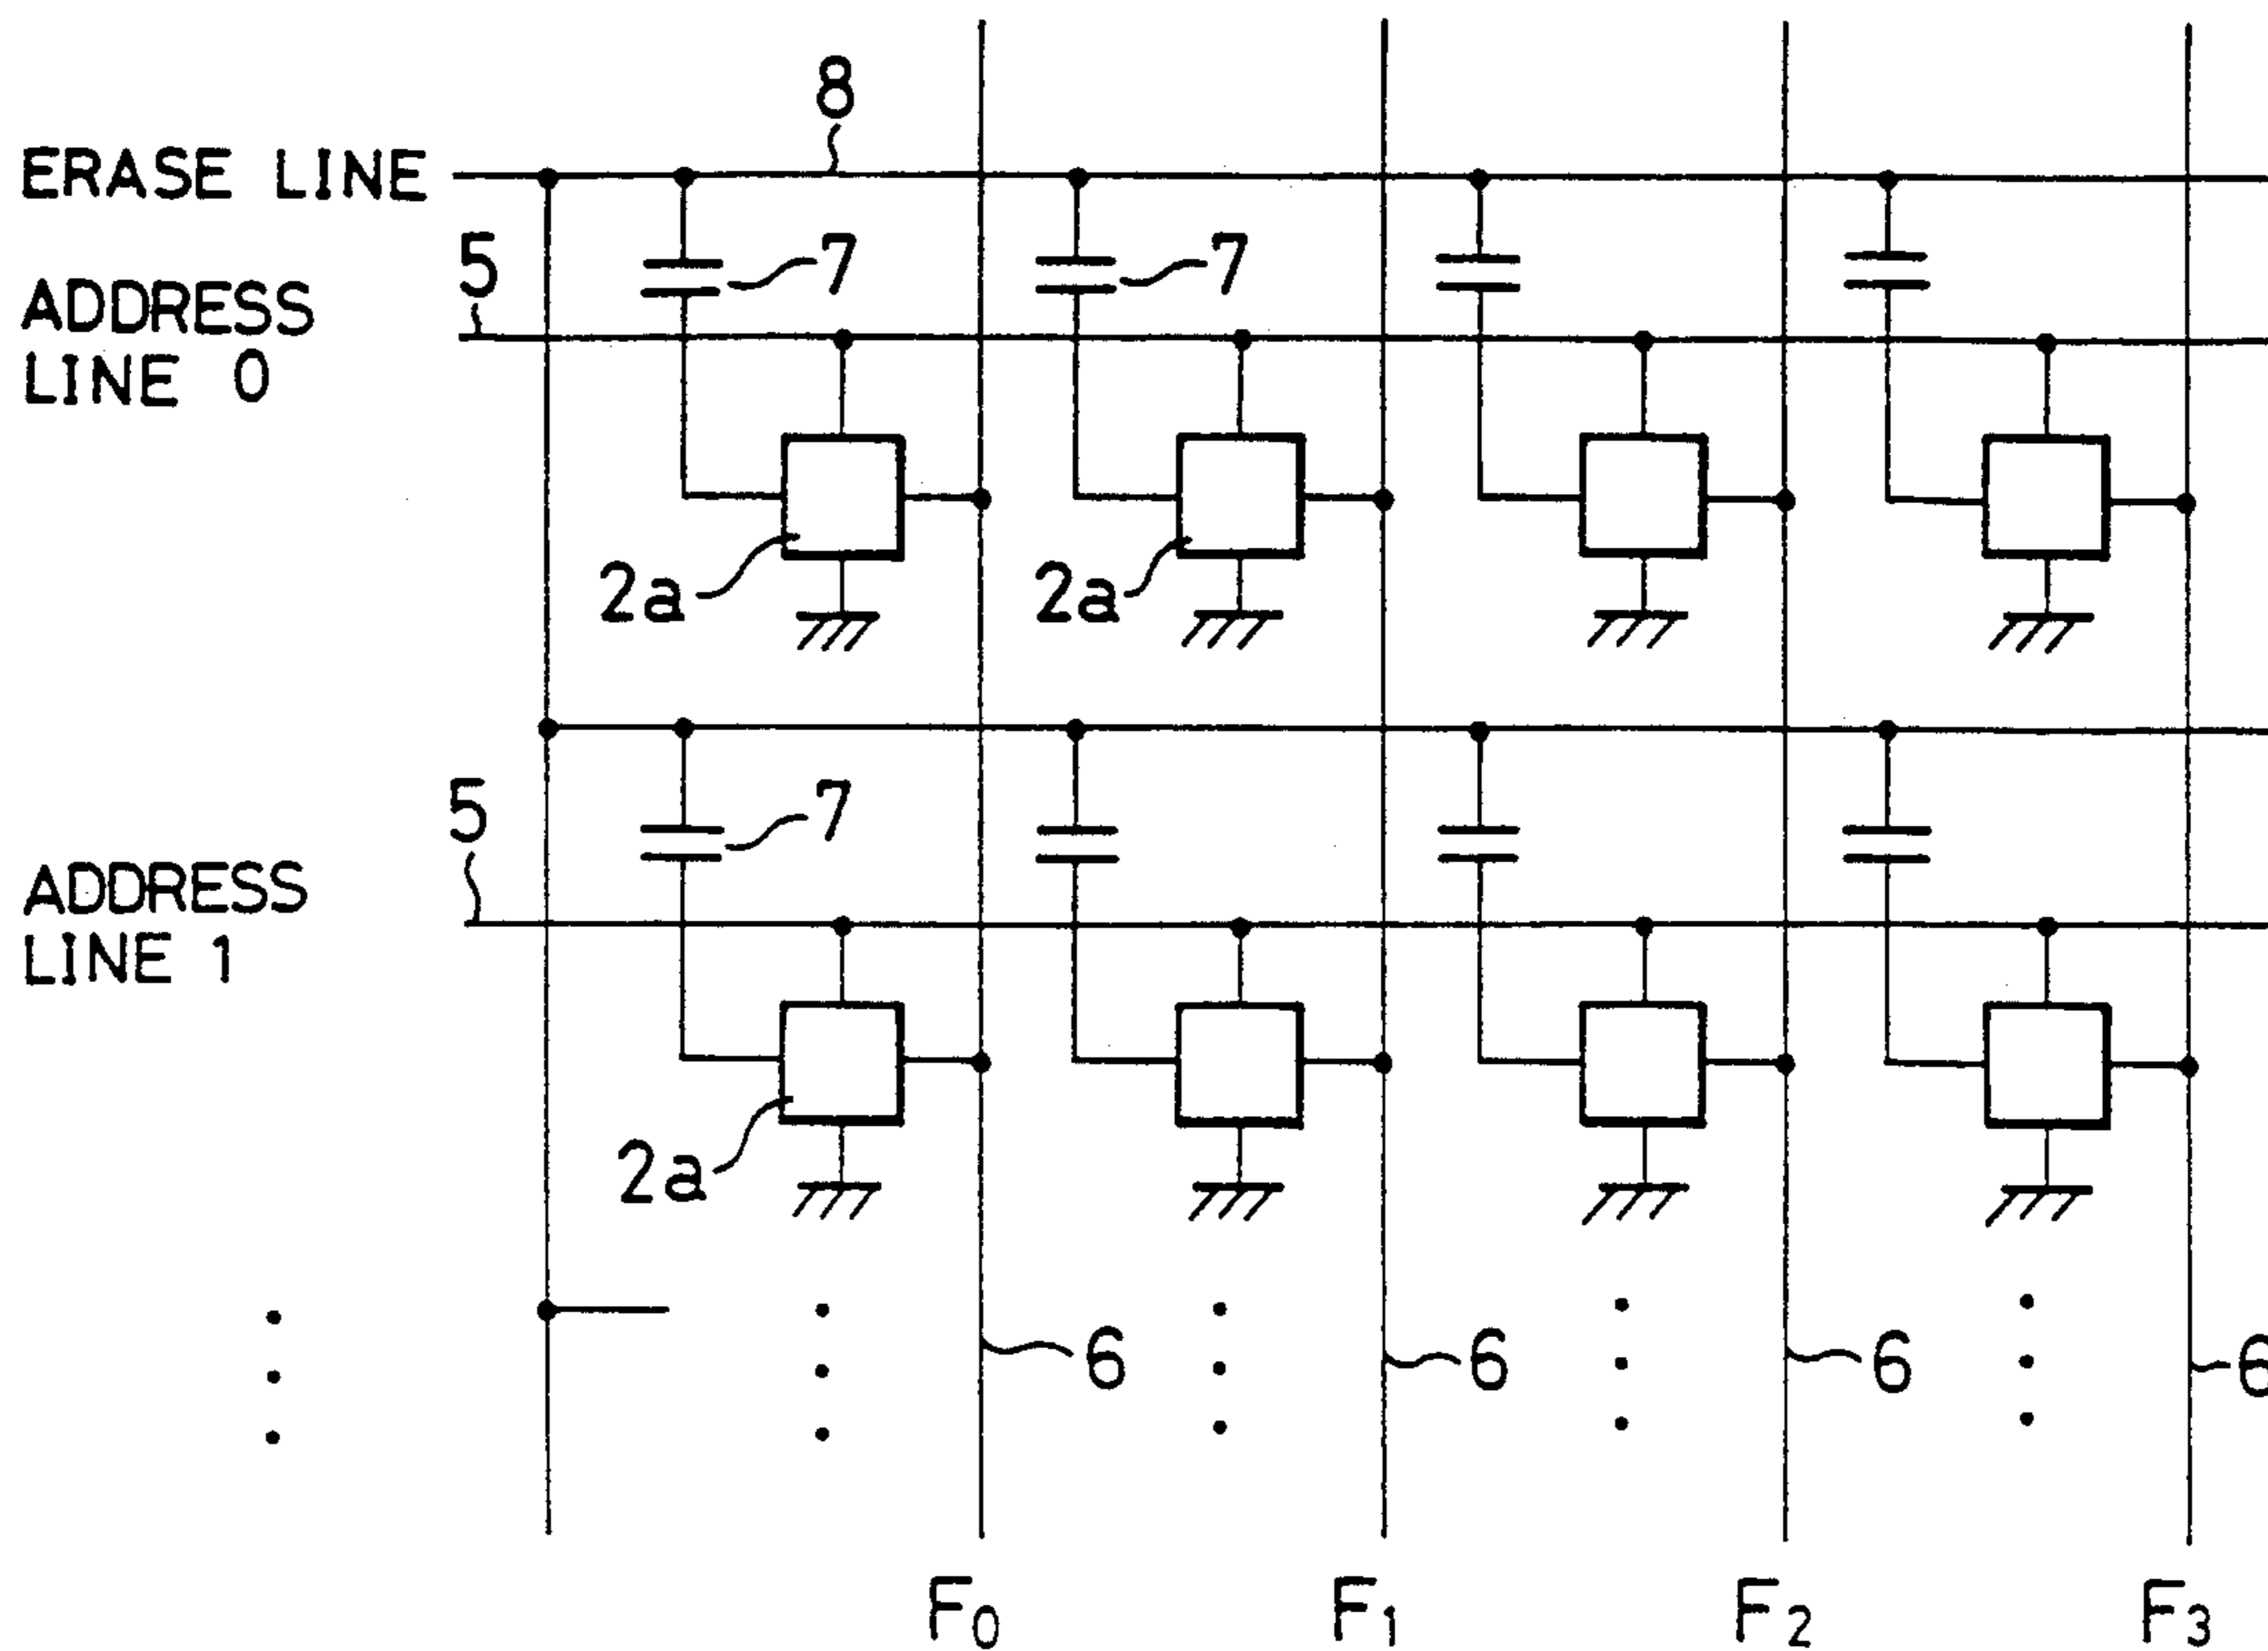 8
ERASE LINE
5
7
7
ADDRESS
LINE 0
2a
2a
5
7
ADDRESS
LINE 1
2a
6
6
6
6
F0
F1
F2
F3